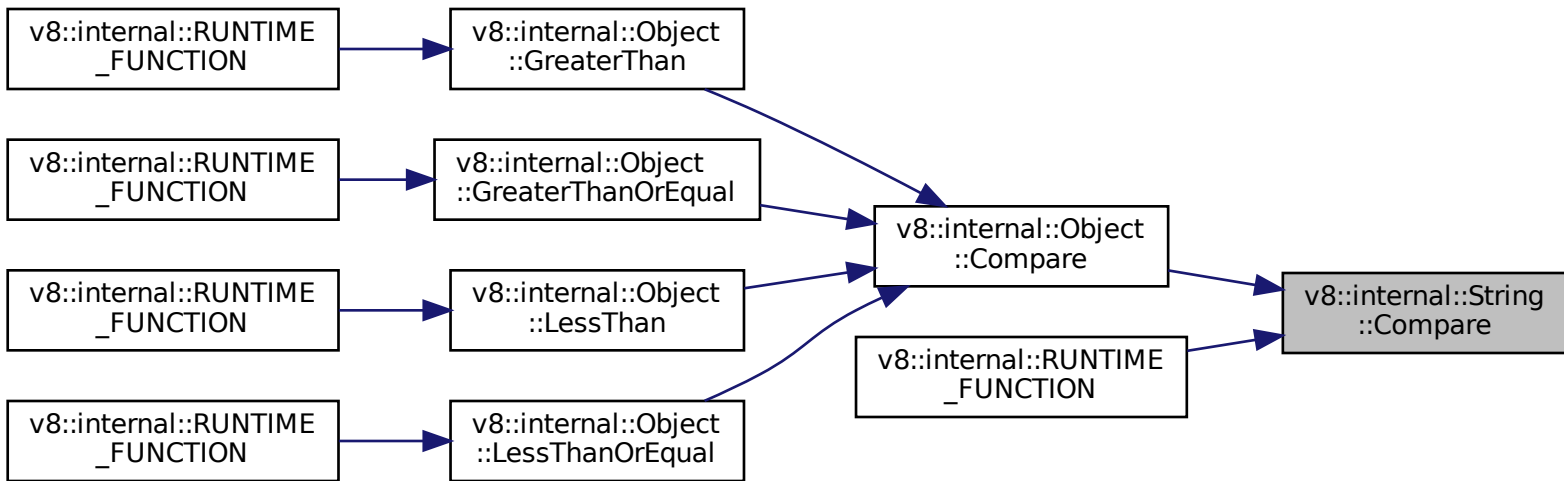 v8::internal::RUNTIME
_FUNCTION
v8::internal::Object
::GreaterThan
v8::internal::RUNTIME
_FUNCTION
v8::internal::Object
::GreaterThanOrEqual
v8::internal::Object
::Compare
v8::internal::RUNTIME
_FUNCTION
v8::internal::Object
::LessThan
v8::internal::String
::Compare
v8::internal::RUNTIME
_FUNCTION
v8::internal::RUNTIME
_FUNCTION
v8::internal::Object
::LessThanOrEqual